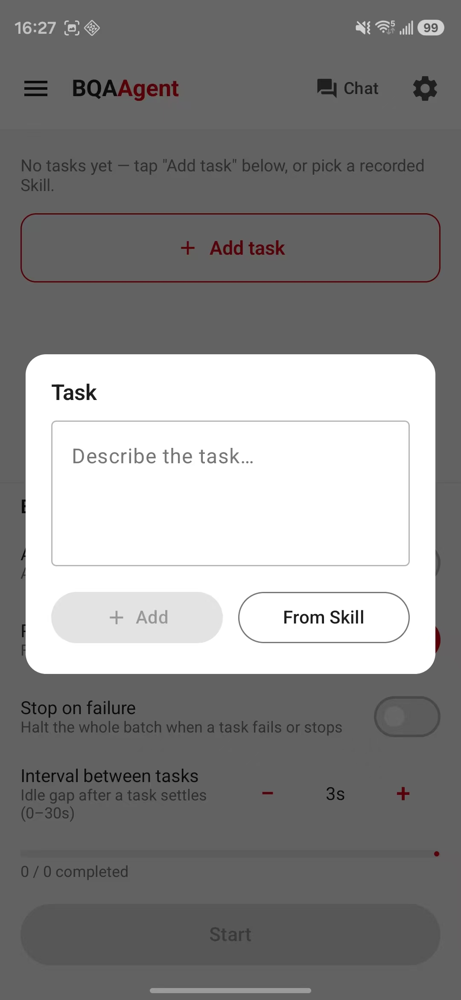 16:27
5
99
BQAAgent
Chat
No tasks yet — tap "Add task" below, or pick a recorded
Skill.
+ Add task
Task
Describe the task…
+ Add
From Skill
Stop on failure
Halt the whole batch when a task fails or stops
Interval between tasks
Idle gap after a task settles
(0–30s)
− 3s +
0 / 0 completed
Start